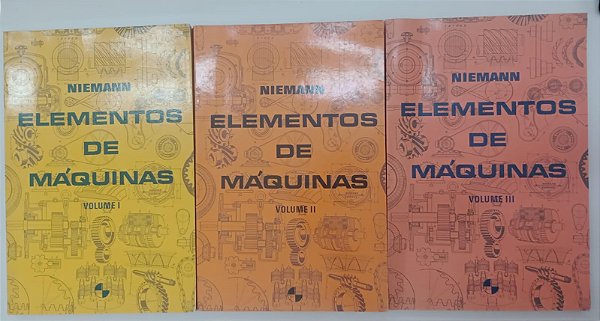 NIEMANN
ELEMENTOS
DE
MÁQUINAS
VOLUME I
NIEMANN
ELEMENTOS
DE
MÁQUINAS
VOLUME II
NIEMANN
ELEMENTOS
DE
MÁQUINAS
VOLUME III